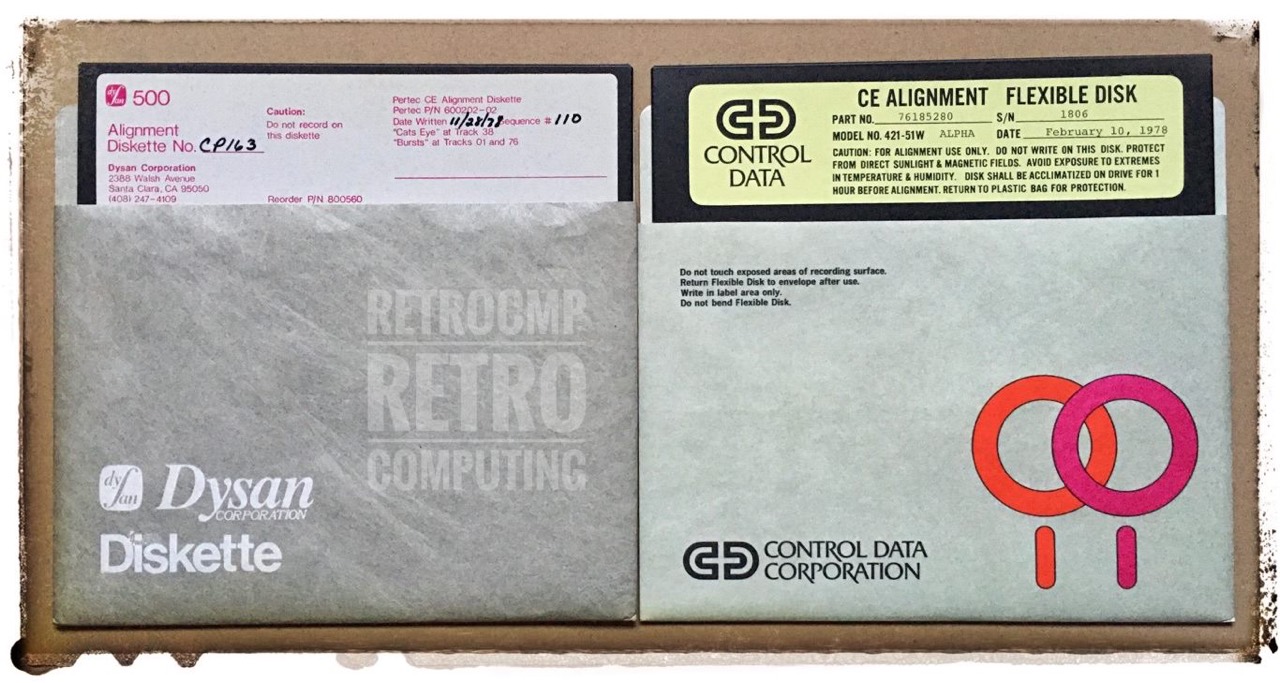 dysan 500
Alignment
Diskette No. CP163
Dysan Corporation
2388 Walsh Avenue
Santa Clara, CA 95050
(408) 247-4109
Caution:
Do not record on
this diskette
Reorder P/N 800560
Pertec CE Alignment Diskette
Pertec P/N 600202-02
Date Written 11/28/78 Sequence # 110
"Cats Eye" at Track 38
"Bursts" at Tracks 01 and 76
RETROCMP
RETRO
COMPUTING
dysan Dysan
CORPORATION
Diskette
CONTROL
DATA
CE ALIGNMENT FLEXIBLE DISK
PART NO. 76185280 S/N 1806
MODEL NO. 421-51W ALPHA DATE February 10, 1978
CAUTION: FOR ALIGNMENT USE ONLY. DO NOT WRITE ON THIS DISK. PROTECT
FROM DIRECT SUNLIGHT & MAGNETIC FIELDS. AVOID EXPOSURE TO EXTREMES
IN TEMPERATURE & HUMIDITY. DISK SHALL BE ACCLIMATIZED ON DRIVE FOR 1
HOUR BEFORE ALIGNMENT. RETURN TO PLASTIC BAG FOR PROTECTION.
Do not touch exposed areas of recording surface.
Return Flexible Disk to envelope after use.
Write in label area only.
Do not bend Flexible Disk.
CONTROL DATA
CORPORATION